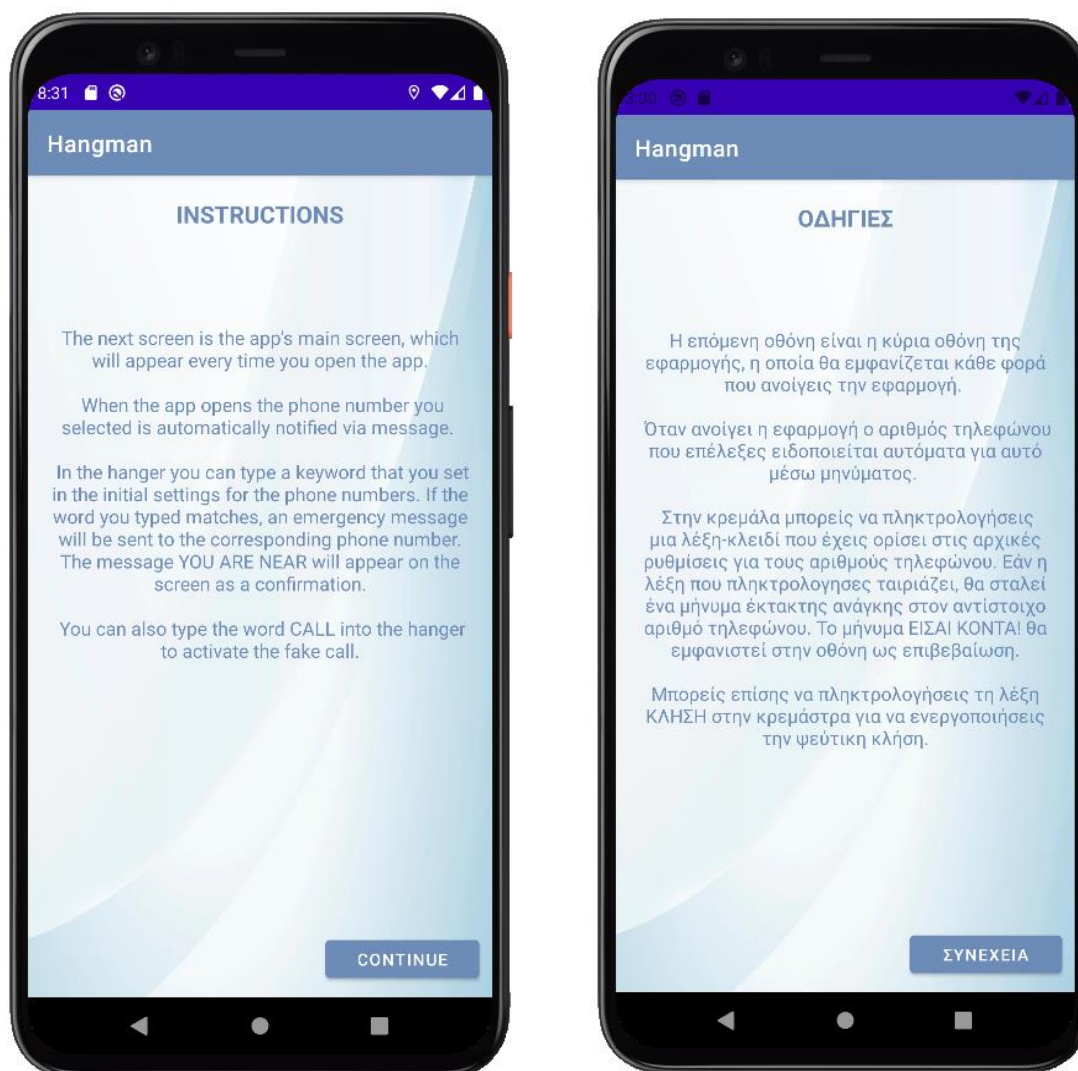 8:31
Hangman
INSTRUCTIONS
The next screen is the app's main screen, which
will appear every time you open the app.
When the app opens the phone number you
selected is automatically notified via message.
In the hanger you can type a keyword that you set
in the initial settings for the phone numbers. If the
word you typed matches, an emergency message
will be sent to the corresponding phone number.
The message YOU ARE NEAR will appear on the
screen as a confirmation.
You can also type the word CALL into the hanger
to activate the fake call.
CONTINUE
Hangman
ΟΔΗΓΙΕΣ
Η επόμενη οθόνη είναι η κύρια οθόνη της
εφαρμογής, η οποία θα εμφανίζεται κάθε φορά
που ανοίγεις την εφαρμογή.
Όταν ανοίγει η εφαρμογή ο αριθμός τηλεφώνου
που επέλεξες ειδοποιείται αυτόματα για αυτό
μέσω μηνύματος.
Στην κρεμάλα μπορείς να πληκτρολογήσεις
μια λέξη-κλειδί που έχεις ορίσει στις αρχικές
ρυθμίσεις για τους αριθμούς τηλεφώνου. Εάν η
λέξη που πληκτρολογησες ταιριάζει, θα σταλεί
ένα μήνυμα έκτακτης ανάγκης στον αντίστοιχο
αριθμό τηλεφώνου. Το μήνυμα ΕΙΣΑΙ ΚΟΝΤΑ! θα
εμφανιστεί στην οθόνη ως επιβεβαίωση.
Μπορείς επίσης να πληκτρολογήσεις τη λέξη
ΚΛΗΣΗ στην κρεμάστρα για να ενεργοποιήσεις
την ψεύτικη κλήση.
ΣΥΝΕΧΕΙΑ